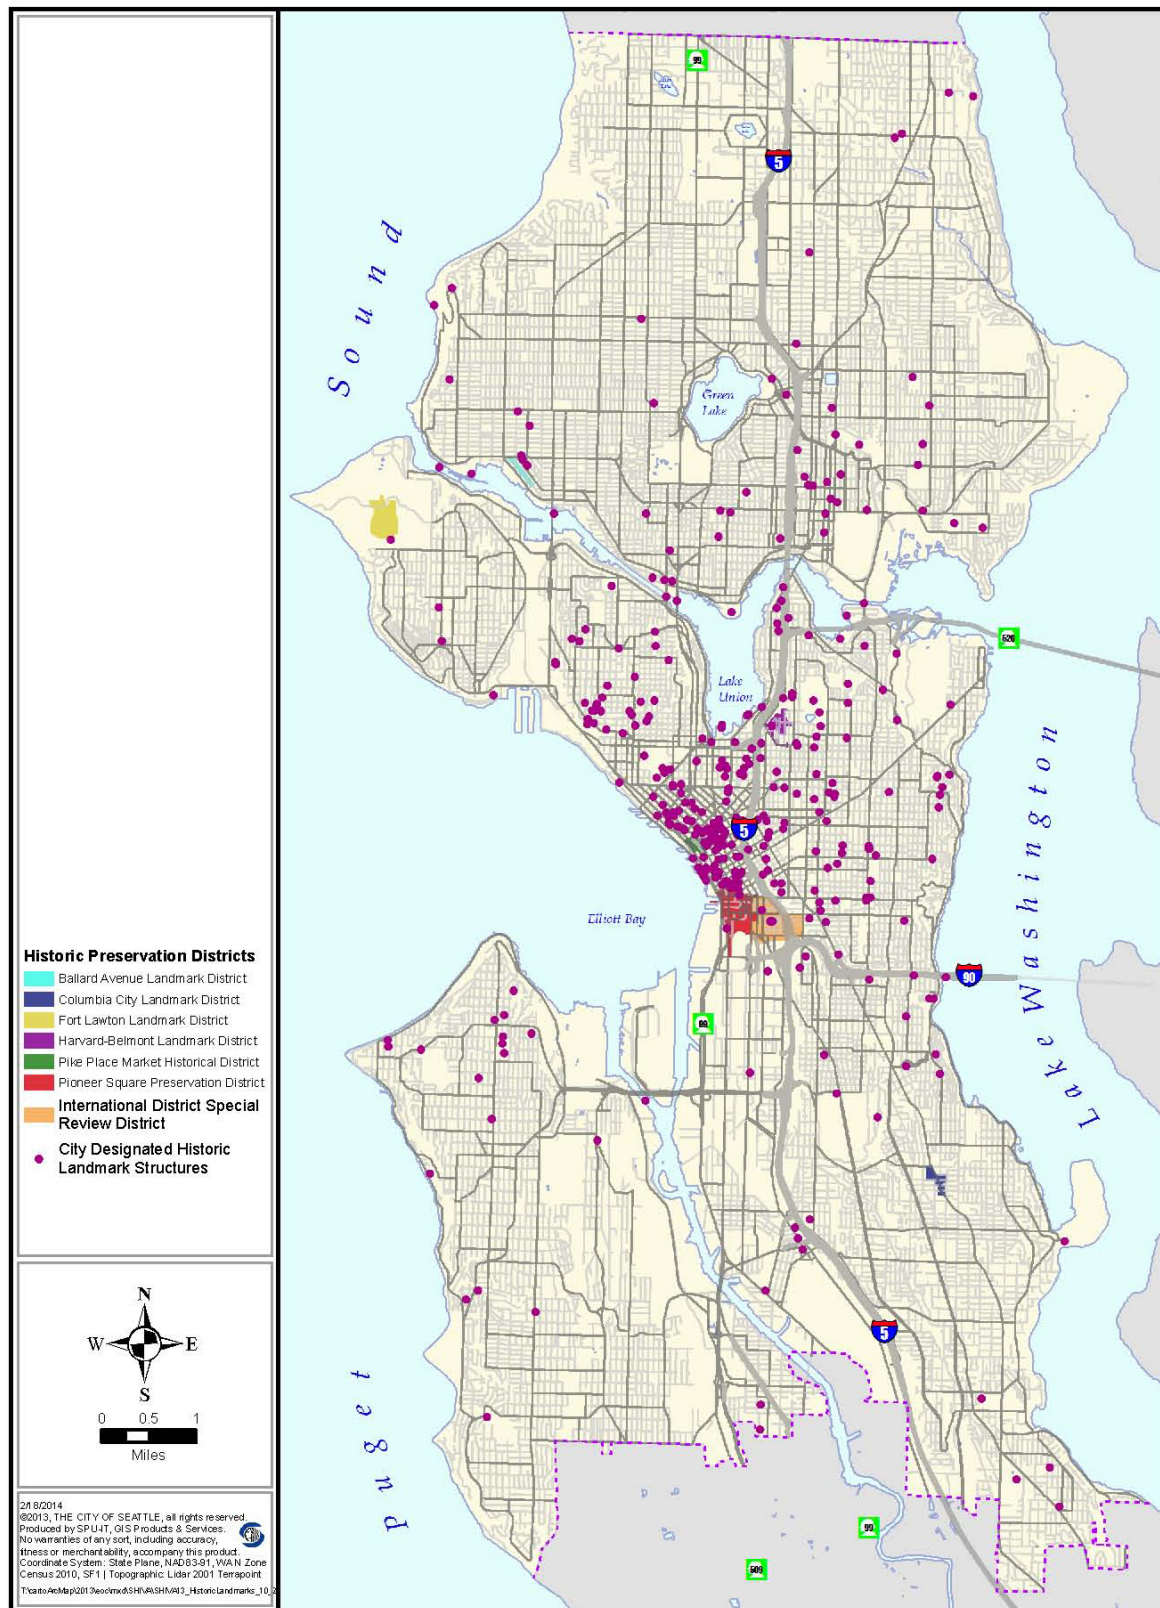 Historic Preservation Districts
Ballard Avenue Landmark District
Columbia City Landmark District
Fort Lawton Landmark District
Harvard-Belmont Landmark District
Pike Place Market Historical District
Pioneer Square Preservation District
International District Special
Review District
City Designated Historic
Landmark Structures
N
W
E
S
0 0.5 1
Miles
2/18/2014
©2013, THE CITY OF SEATTLE, all rights reserved.
Produced by SPU-IT, GIS Products & Services.
No warranties of any sort, including accuracy,
fitness or merchantability, accompany this product.
Coordinate System: State Plane, NAD83-91, WA N Zone
Census 2010, SF1 | Topographic: Lidar 2001 Terrapoint
99
5
Puget Sound
Green
Lake
520
Lake
Union
5
Elliott Bay
Lake Washington
90
99
5
99
509